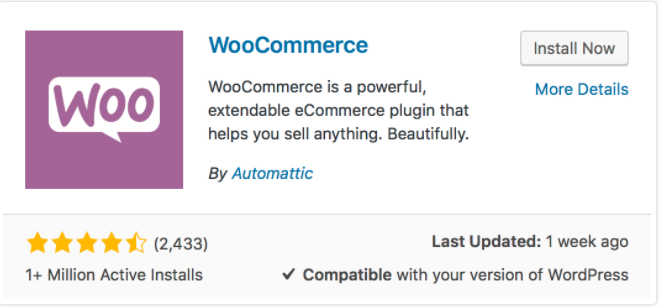 WooCommerce
Install Now
WOO
WooCommerce is a powerful,
More Details
extendable eCommerce plugin that
helps you sell anything. Beautifully.
By Automattic
(2,433)
Last Updated: 1 week ago
1+ Million Active Installs
Compatible with your version of WordPress